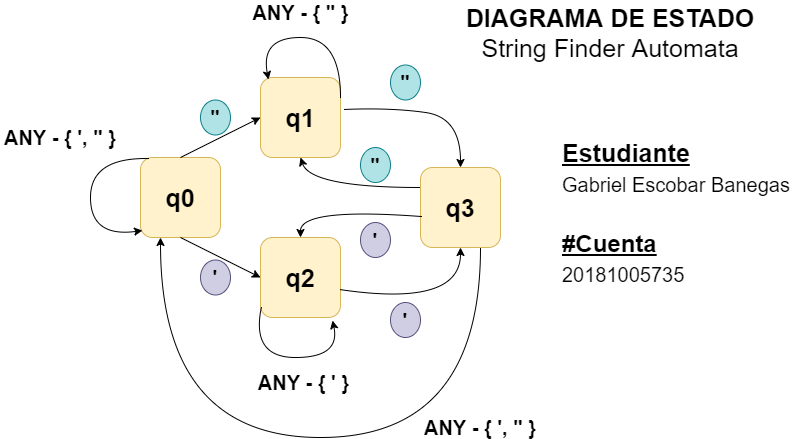 ANY - { " }
DIAGRAMA DE ESTADO
String Finder Automata
"
"
q1
ANY - { ', " }
"
Estudiante
Gabriel Escobar Banegas
q0
q3
'
#Cuenta
q2
'
20181005735
'
ANY - { ' }
ANY - { ', " }